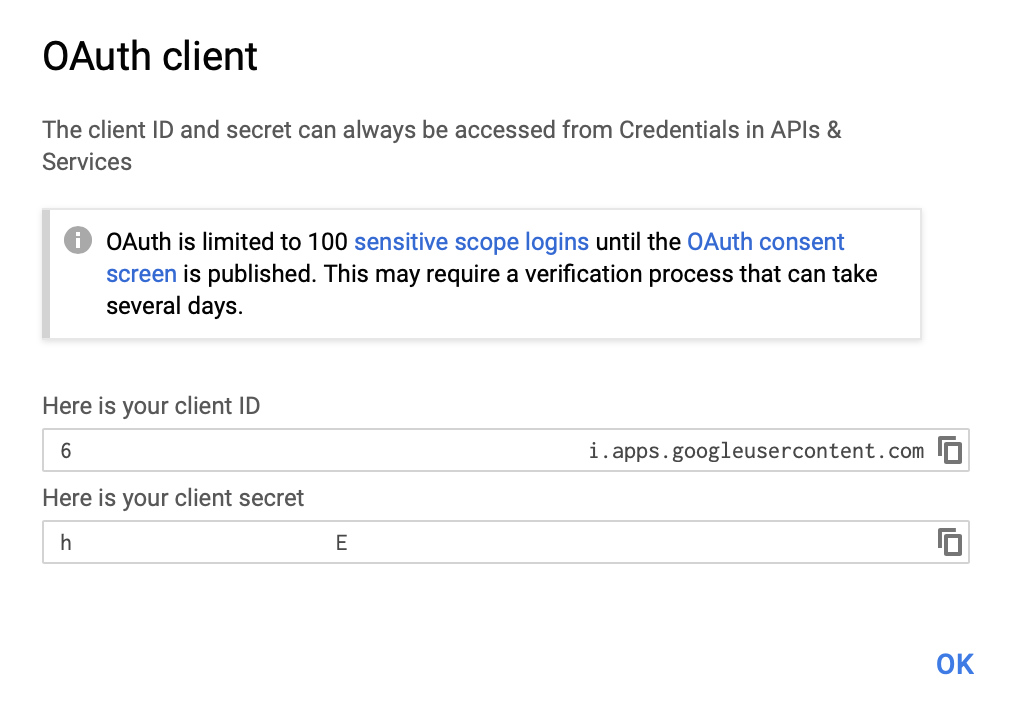 OAuth client
The client ID and secret can always be accessed from Credentials in APIs &
Services
OAuth is limited to 100 sensitive scope logins until the OAuth consent
screen is published. This may require a verification process that can take
several days.
Here is your client ID
6 i.apps.googleusercontent.com
Here is your client secret
h E
OK